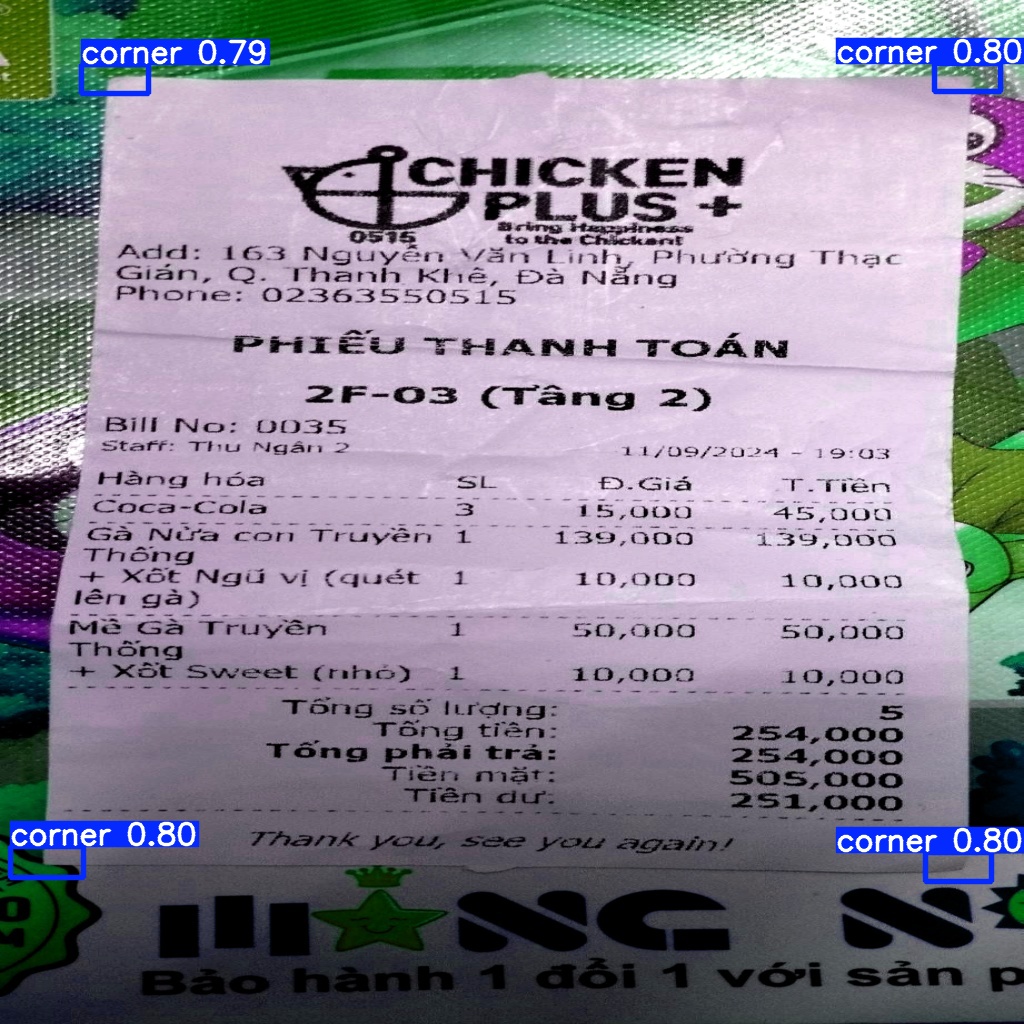 corner 0.79
corner 0.80
CHICKEN
PLUS +
Bring Happiness
to the Chicken!
0515
Add: 163 Nguyễn Văn Linh, Phường Thạc
Gián, Q. Thanh Khê, Đà Nẵng
Phone: 02363550515
PHIẾU THANH TOÁN
2F-03 (Tầng 2)
Bill No: 0035
Staff: Thu Ngân 2 11/09/2024 - 19:03
Hàng hóa SL Đ.Giá T.Tiền
Coca-Cola 3 15,000 45,000
Gà Nửa con Truyền 1 139,000 139,000
Thống
+ Xốt Ngũ vị (quét 1 10,000 10,000
lên gà)
Mề Gà Truyền 1 50,000 50,000
Thống
+ Xốt Sweet (nhỏ) 1 10,000 10,000
Tổng số lượng: 5
Tổng tiền: 254,000
Tổng phải trả: 254,000
Tiền mặt: 505,000
Tiền dư: 251,000
Thank you, see you again!
corner 0.80
corner 0.80
Bảo hành 1 đổi 1 với sản p